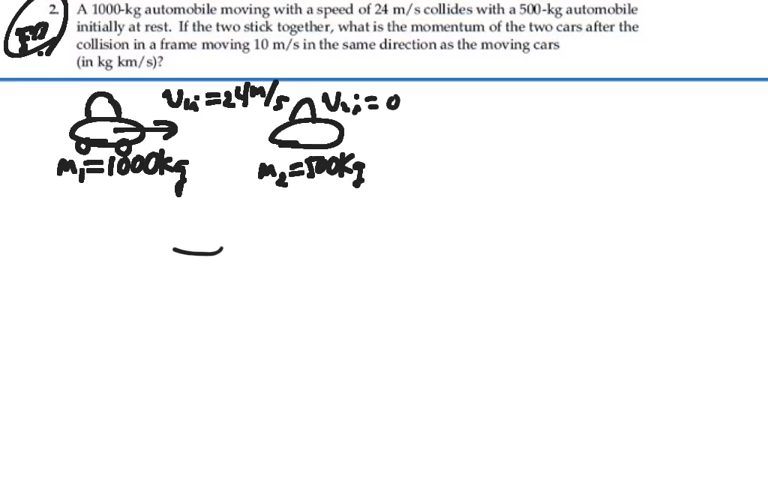 2. A 1000-kg automobile moving with a speed of 24 m/s collides with a 500-kg automobile
initially at rest. If the two stick together, what is the momentum of the two cars after the
collision in a frame moving 10 m/s in the same direction as the moving cars
(in kg km/s)?
V₁ᵢ=24m/s V₂ᵢ=0
m₁=1000kg m₂=500kg